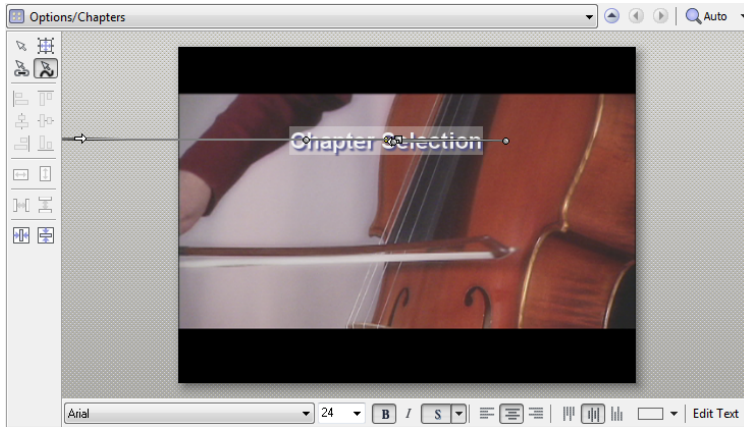 Options/Chapters
Auto
Chapter Selection
Arial
24
B
I
S
Edit Text